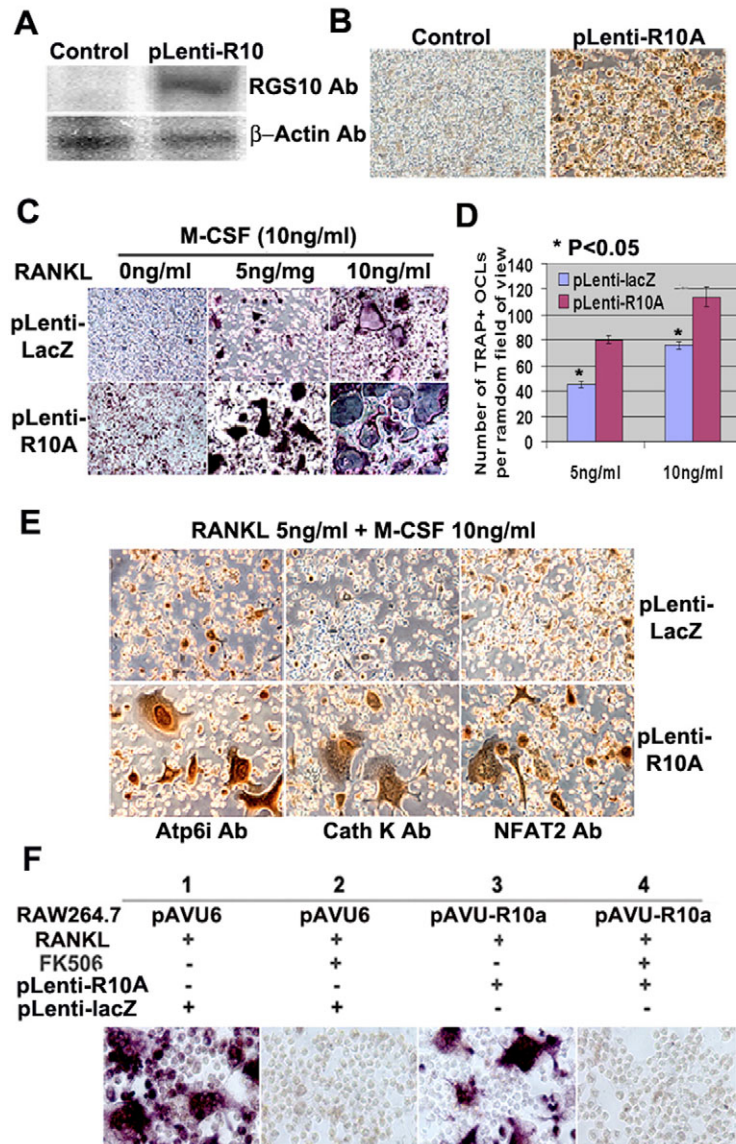 A
Control pLenti-R10
RGS10 Ab
β-Actin Ab
B
Control pLenti-R10A
C
M-CSF (10ng/ml)
RANKL 0ng/ml 5ng/mg 10ng/ml
pLenti-
LacZ
pLenti-
R10A
D
* P<0.05
Number of TRAP+ OCLs
per ramdom field of view
140
120
100
80
60
40
20
0
pLenti-lacZ
pLenti-R10A
*
*
5ng/ml 10ng/ml
E
RANKL 5ng/ml + M-CSF 10ng/ml
pLenti-
LacZ
pLenti-
R10A
Atp6i Ab Cath K Ab NFAT2 Ab
F
1 2 3 4
RAW264.7 pAVU6 pAVU6 pAVU-R10a pAVU-R10a
RANKL + + + +
FK506 - + - +
pLenti-R10A - - + +
pLenti-lacZ + + - -